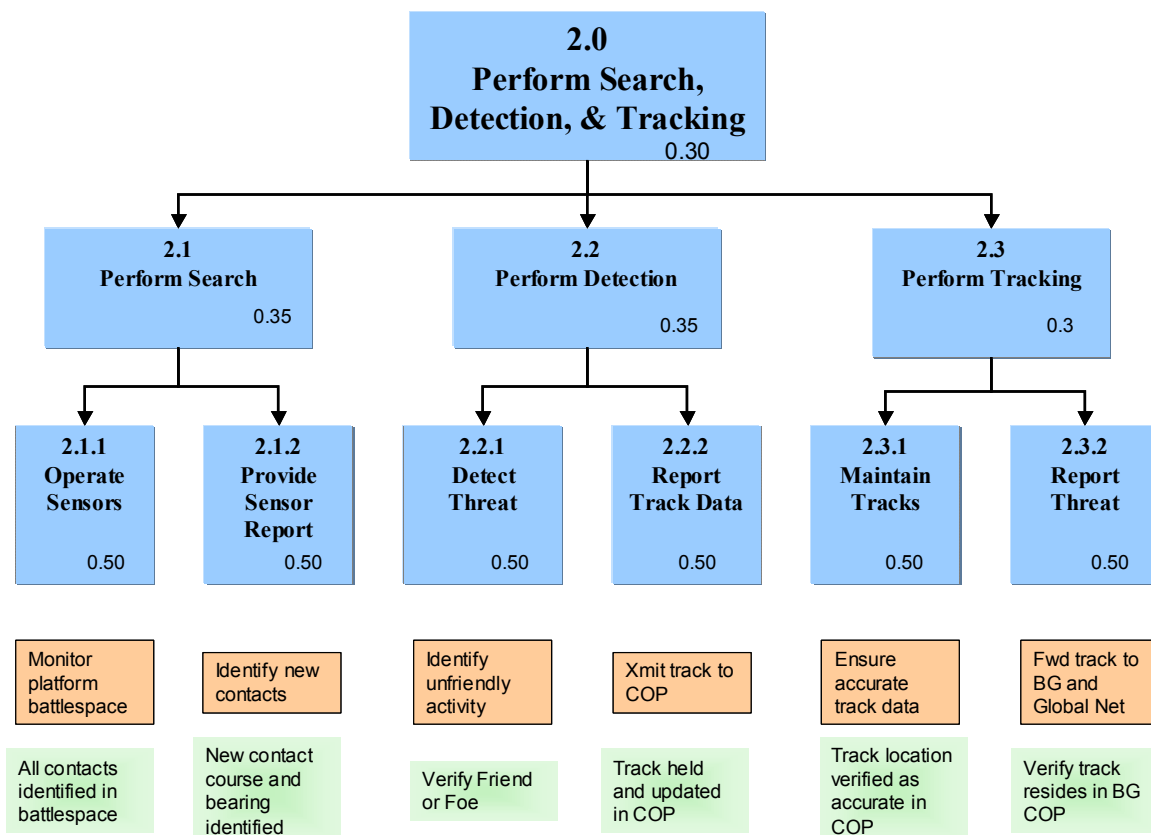 2.0
Perform Search,
Detection, & Tracking
0.30
2.1
Perform Search
0.35
2.2
Perform Detection
0.35
2.3
Perform Tracking
0.3
2.1.1
Operate
Sensors
0.50
2.1.2
Provide
Sensor
Report
0.50
2.2.1
Detect
Threat
0.50
2.2.2
Report
Track Data
0.50
2.3.1
Maintain
Tracks
0.50
2.3.2
Report
Threat
0.50
Monitor
platform
battlespace
Identify new
contacts
Identify
unfriendly
activity
Xmit track to
COP
Ensure
accurate
track data
Fwd track to
BG and
Global Net
All contacts
identified in
battlespace
New contact
course and
bearing
identified
Verify Friend
or Foe
Track held
and updated
in COP
Track location
verified as
accurate in
COP
Verify track
resides in BG
COP